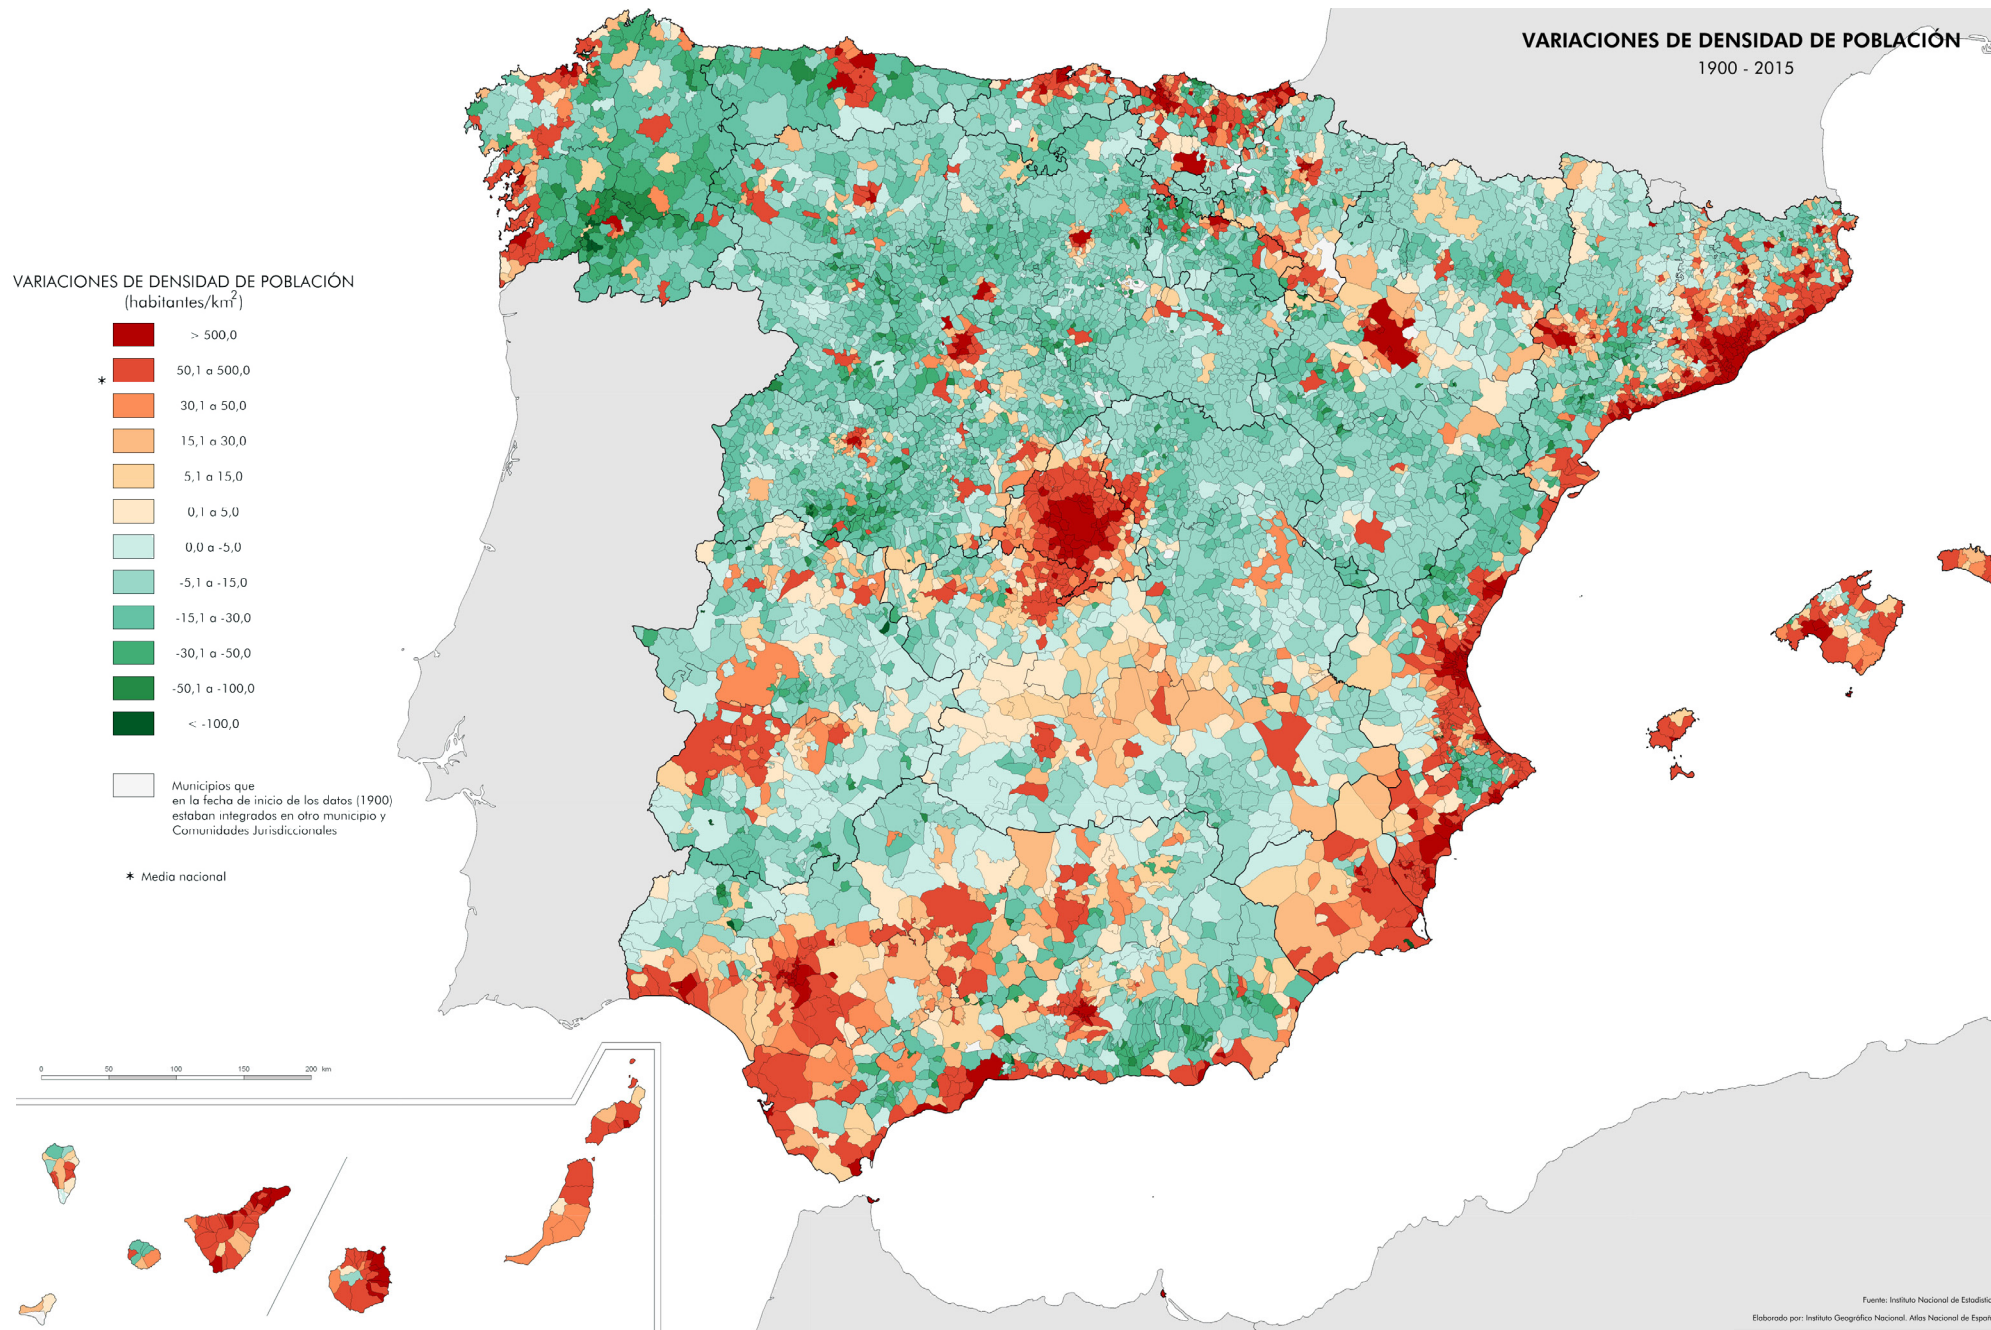 VARIACIONES DE DENSIDAD DE POBLACIÓN
1900 - 2015
VARIACIONES DE DENSIDAD DE POBLACIÓN
(habitantes/km²)
> 500,0
50,1 a 500,0
*
30,1 a 50,0
15,1 a 30,0
5,1 a 15,0
0,1 a 5,0
0,0 a -5,0
-5,1 a -15,0
-15,1 a -30,0
-30,1 a -50,0
-50,1 a -100,0
< -100,0
Municipios que
en la fecha de inicio de los datos (1900)
estaban integrados en otro municipio y
Comunidades Jurisdiccionales
* Media nacional
0 50 100 150 200 km
Fuente: Instituto Nacional de Estadístic
Elaborado por: Instituto Geográfico Nacional. Atlas Nacional de Españ